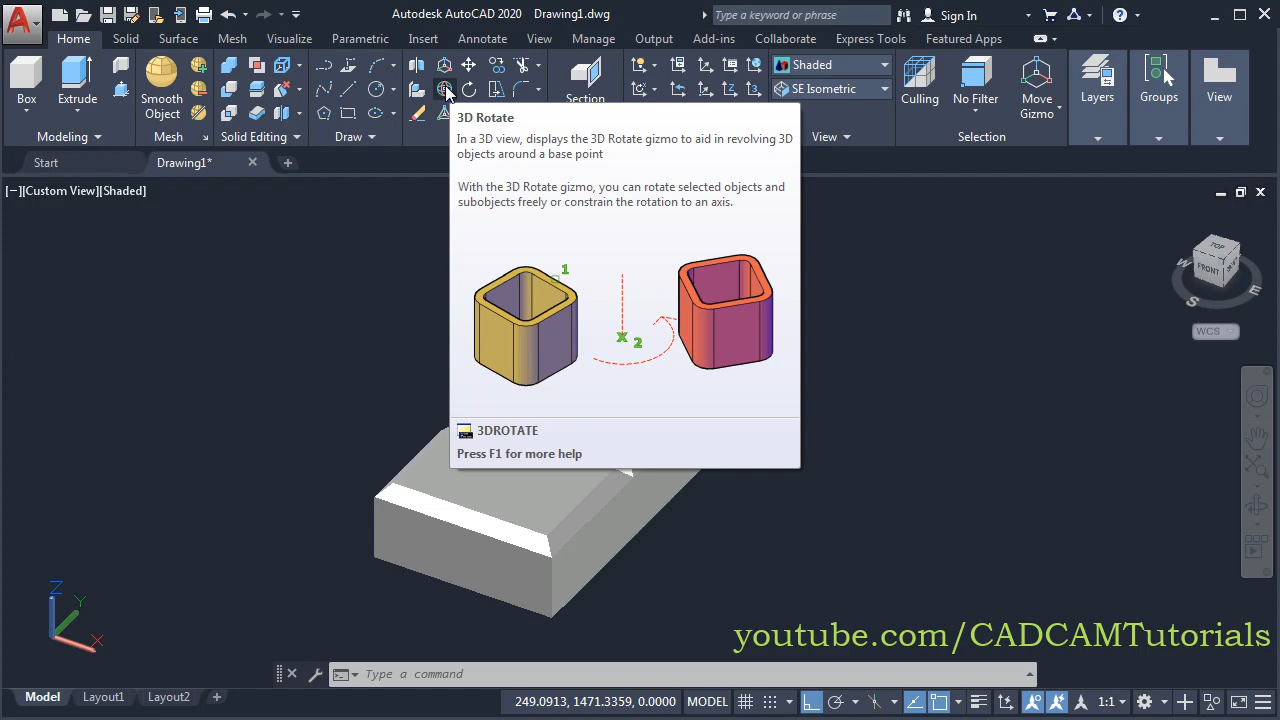 Autodesk AutoCAD 2020 Drawing1.dwg
Type a keyword or phrase
Sign In
Home Solid Surface Mesh Visualize Parametric Insert Annotate View Manage Output Add-ins Collaborate Express Tools Featured Apps
Box
Extrude
Smooth
Object
Section
Shaded
SE Isometric
Culling
No Filter
Move
Gizmo
Layers
Groups
View
Modeling
Mesh
Solid Editing
Draw
View
Selection
Start
Drawing1*
[−][Custom View][Shaded]
3D Rotate
In a 3D view, displays the 3D Rotate gizmo to aid in revolving 3D
objects around a base point
With the 3D Rotate gizmo, you can rotate selected objects and
subobjects freely or constrain the rotation to an axis.
1
2
3DROTATE
Press F1 for more help
TOP
FRONT
W
S
E
WCS
Z
Y
X
youtube.com/CADCAMTutorials
Type a command
Model Layout1 Layout2
249.0913, 1471.3359, 0.0000 MODEL
1:1